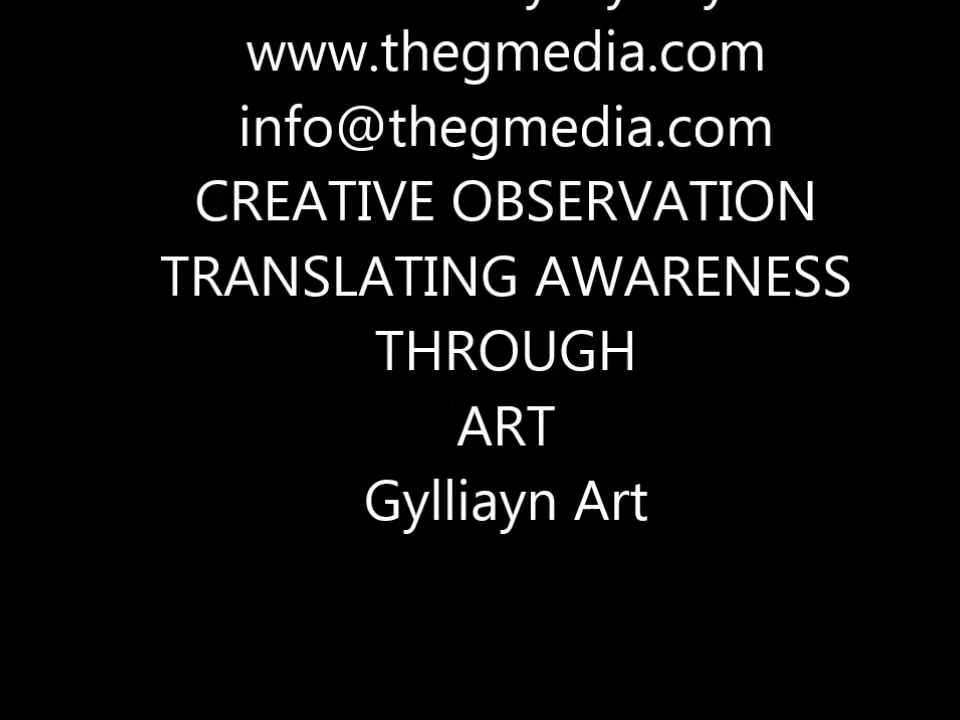 www.thegmedia.com
info@thegmedia.com
CREATIVE OBSERVATION
TRANSLATING AWARENESS
THROUGH
ART
Gylliayn Art